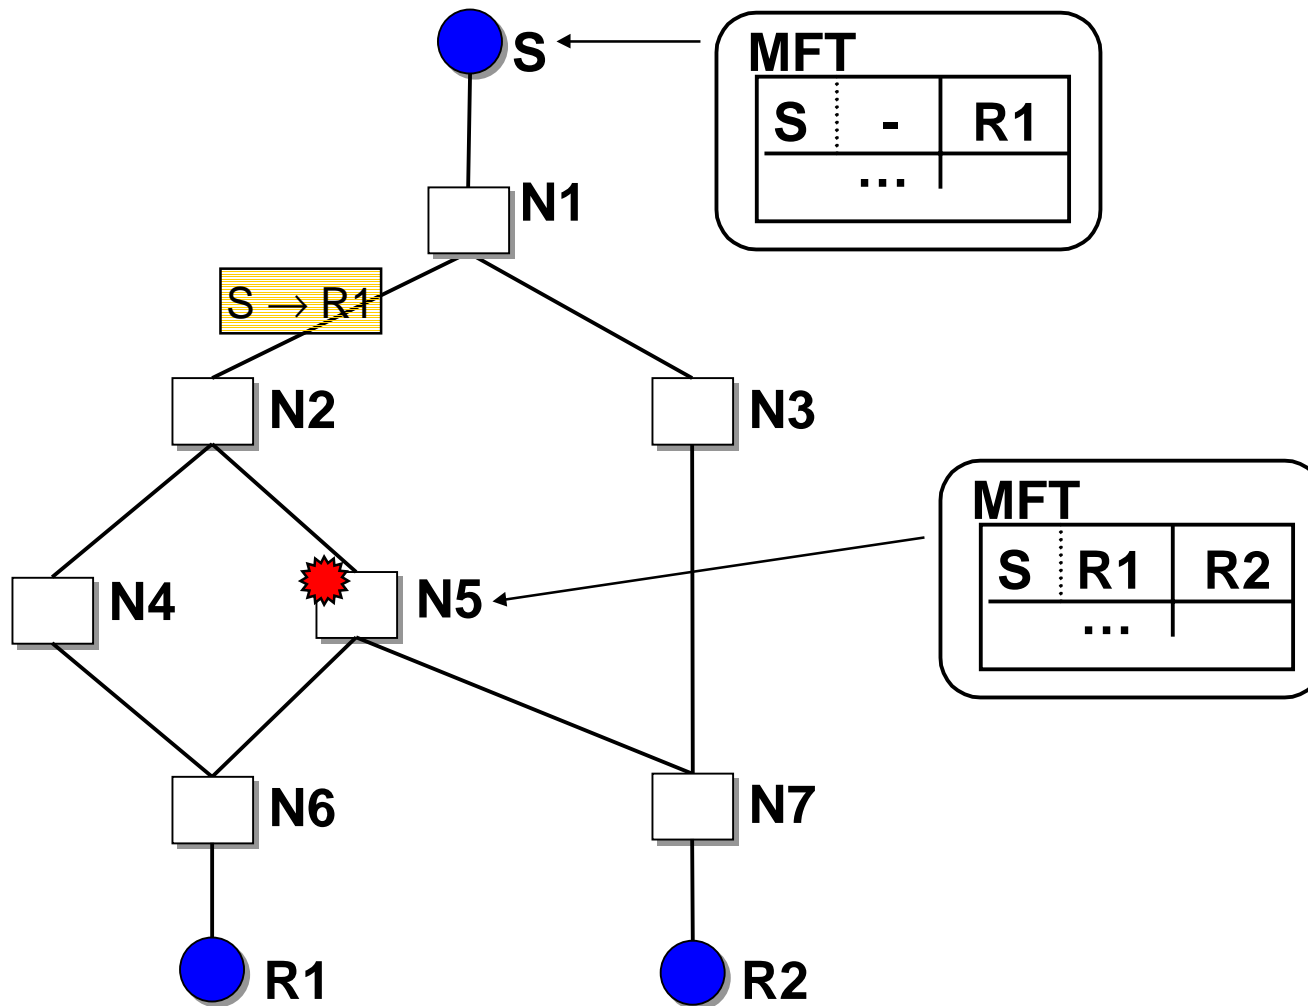 S
MFT
S - R1
...
N1
S → R1
N2
N3
MFT
S R1 R2
...
N4
N5
N6
N7
R1
R2